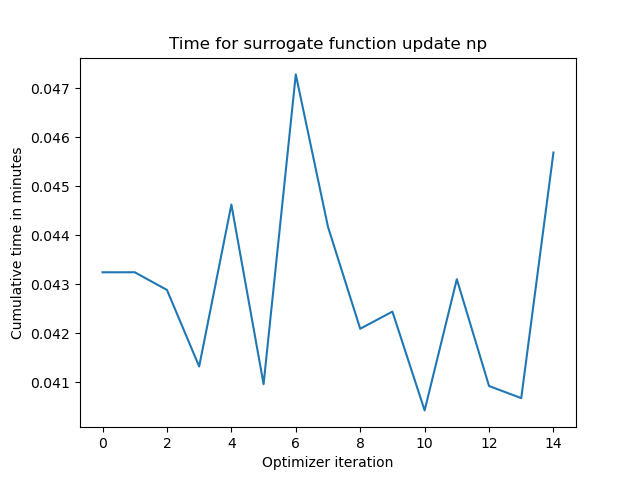 Time for surrogate function update np
Cumulative time in minutes
0.047
0.046
0.045
0.044
0.043
0.042
0.041
0 2 4 6 8 10 12 14
Optimizer iteration